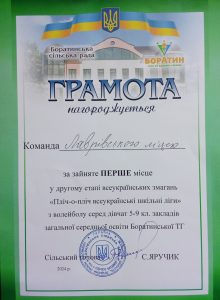 Боратинська
сільська рада
БОРАТИН
ГРАМОТА
нагороджується
Команда Лаврівського ліцею
за зайняте ПЕРШЕ місце
у другому етапі всеукраїнських змагань
«Пліч-о-пліч всеукраїнські шкільні ліги»
з волейболу серед дівчат 5-9 кл. закладів
загальної середньої освіти Боратинської ТГ
Сільський голова С.ЯРУЧИК
2024 р.